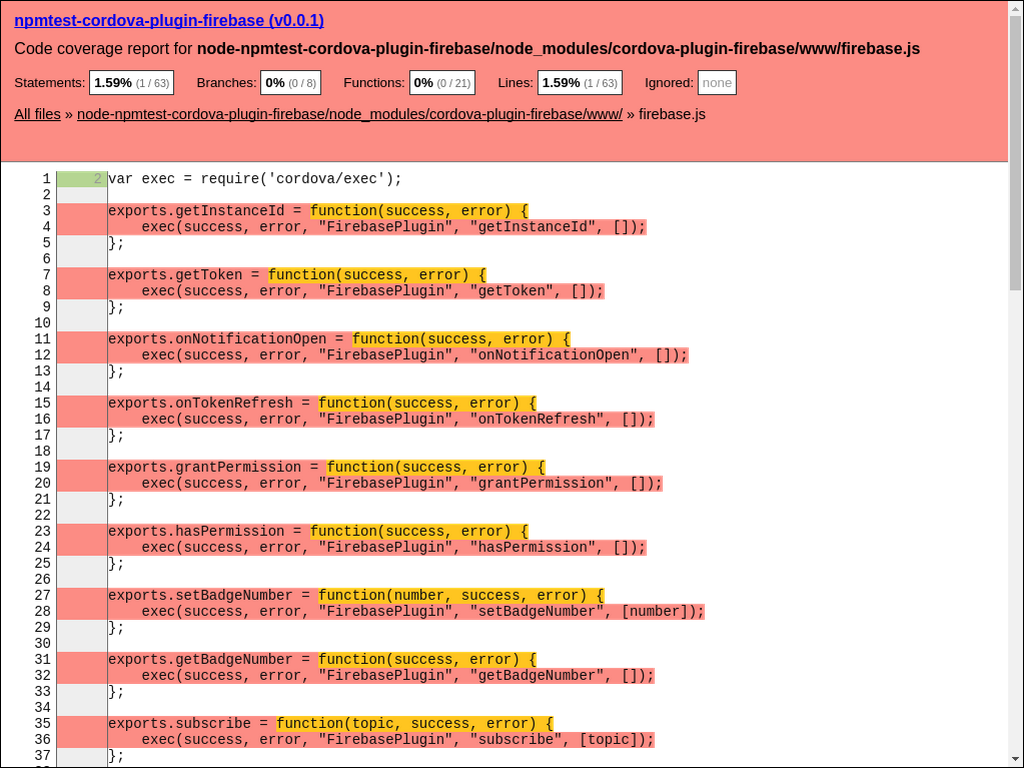 npmtest-cordova-plugin-firebase (v0.0.1)
Code coverage report for node-npmtest-cordova-plugin-firebase/node_modules/cordova-plugin-firebase/www/firebase.js
Statements: 1.59% (1 / 63) Branches: 0% (0 / 8) Functions: 0% (0 / 21) Lines: 1.59% (1 / 63) Ignored: none
All files » node-npmtest-cordova-plugin-firebase/node_modules/cordova-plugin-firebase/www/ » firebase.js
1 2 var exec = require('cordova/exec');
2
3 exports.getInstanceId = function(success, error) {
4 exec(success, error, "FirebasePlugin", "getInstanceId", []);
5 };
6
7 exports.getToken = function(success, error) {
8 exec(success, error, "FirebasePlugin", "getToken", []);
9 };
10
11 exports.onNotificationOpen = function(success, error) {
12 exec(success, error, "FirebasePlugin", "onNotificationOpen", []);
13 };
14
15 exports.onTokenRefresh = function(success, error) {
16 exec(success, error, "FirebasePlugin", "onTokenRefresh", []);
17 };
18
19 exports.grantPermission = function(success, error) {
20 exec(success, error, "FirebasePlugin", "grantPermission", []);
21 };
22
23 exports.hasPermission = function(success, error) {
24 exec(success, error, "FirebasePlugin", "hasPermission", []);
25 };
26
27 exports.setBadgeNumber = function(number, success, error) {
28 exec(success, error, "FirebasePlugin", "setBadgeNumber", [number]);
29 };
30
31 exports.getBadgeNumber = function(success, error) {
32 exec(success, error, "FirebasePlugin", "getBadgeNumber", []);
33 };
34
35 exports.subscribe = function(topic, success, error) {
36 exec(success, error, "FirebasePlugin", "subscribe", [topic]);
37 };